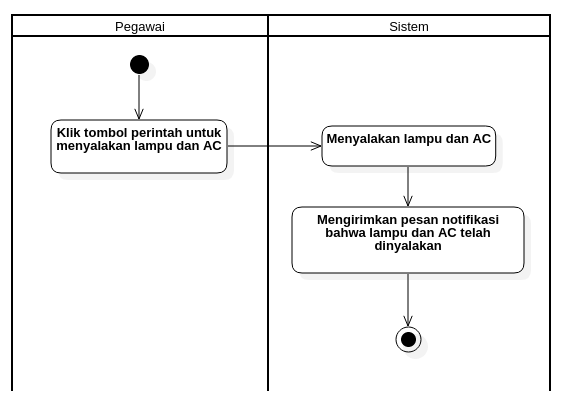 Pegawai
Sistem
Klik tombol perintah untuk
menyalakan lampu dan AC
Menyalakan lampu dan AC
Mengirimkan pesan notifikasi
bahwa lampu dan AC telah
dinyalakan